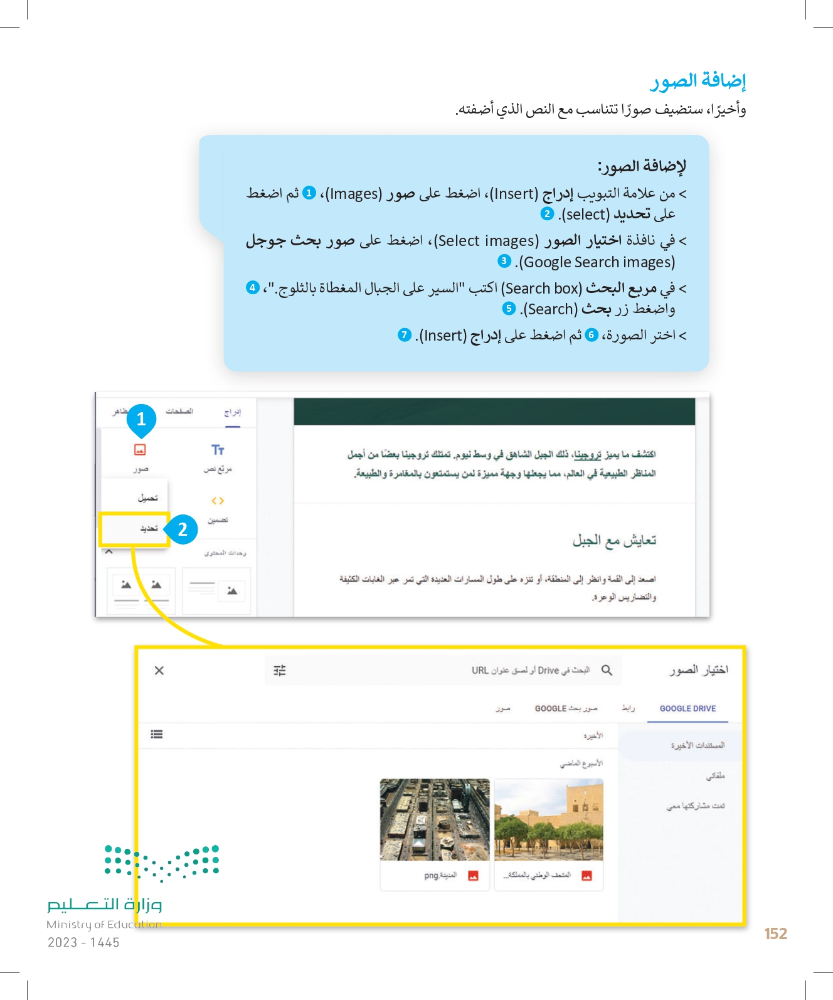 إضافة الصور
وأخيرًا، ستضيف صورًا تتناسب مع النص الذي أضفته.
لإضافة الصور:
< من علامة التبويب إدراج (Insert)، اضغط على صور (Images)، 1 ثم اضغط
على تحديد (select). 2
< في نافذة اختيار الصور (Select images)، اضغط على صور بحث جوجل
(Google Search images). 3
< في مربع البحث (Search box) اكتب "السير على الجبال المغطاة بالثلوج."، 4
واضغط زر بحث (Search). 5
< اختر الصورة، 6 ثم اضغط على إدراج (Insert). 7
إدراج الصفحات ظاهر
1
مربّع نص صور
تحميل
تضمين
تحديد
2
وحدات المحتوى
اكتشف ما يميز تروجينا، ذلك الجبل الشاهق في وسط نيوم. تمتلك تروجينا بعضًا من أجمل
المناظر الطبيعية في العالم، مما يجعلها وجهة مميزة لمن يستمتعون بالمغامرة والطبيعة.
تعايش مع الجبل
اصعد إلى القمة وانظر إلى المنطقة، أو تنزه على طول المسارات العديدة التي تمر عبر الغابات الكثيفة
والتضاريس الوعرة.
اختيار الصور
البحث في Drive أو لصق عنوان URL
GOOGLE DRIVE رابط صور بحث GOOGLE صور
المستندات الأخيرة
ملفاتي
تمت مشاركتها معي
الأخيرة
الأسبوع الماضي
المتحف الوطني بالمملكة...
المدينة.png
وزارة التعليم
Ministry of Education
2023 - 1445
152